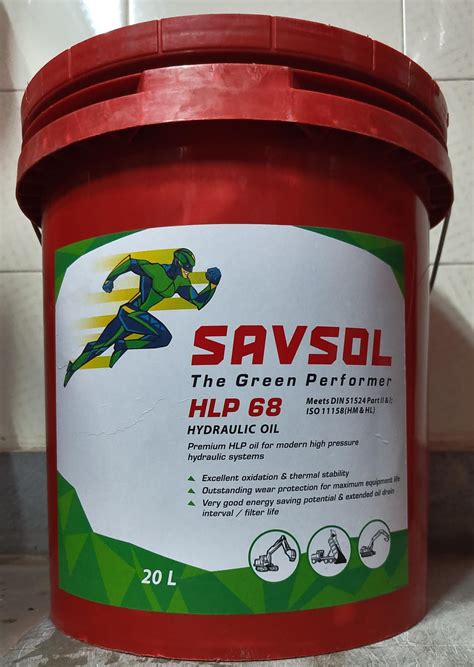 SAVSOL
The Green Performer
HLP 68
HYDRAULIC OIL
Meets DIN 51524 Part II & I;
ISO 11158(HM & HL)
Premium HLP oil for modern high pressure
hydraulic systems
Excellent oxidation & thermal stability
Outstanding wear protection for maximum equipment life
Very good energy saving potential & extended oil drain
interval / filter life
20 L